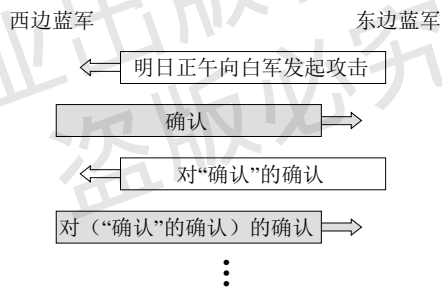 西边蓝军 东边蓝军
明日正午向白军发起攻击
确认
对“确认”的确认
对（“确认”的确认）的确认